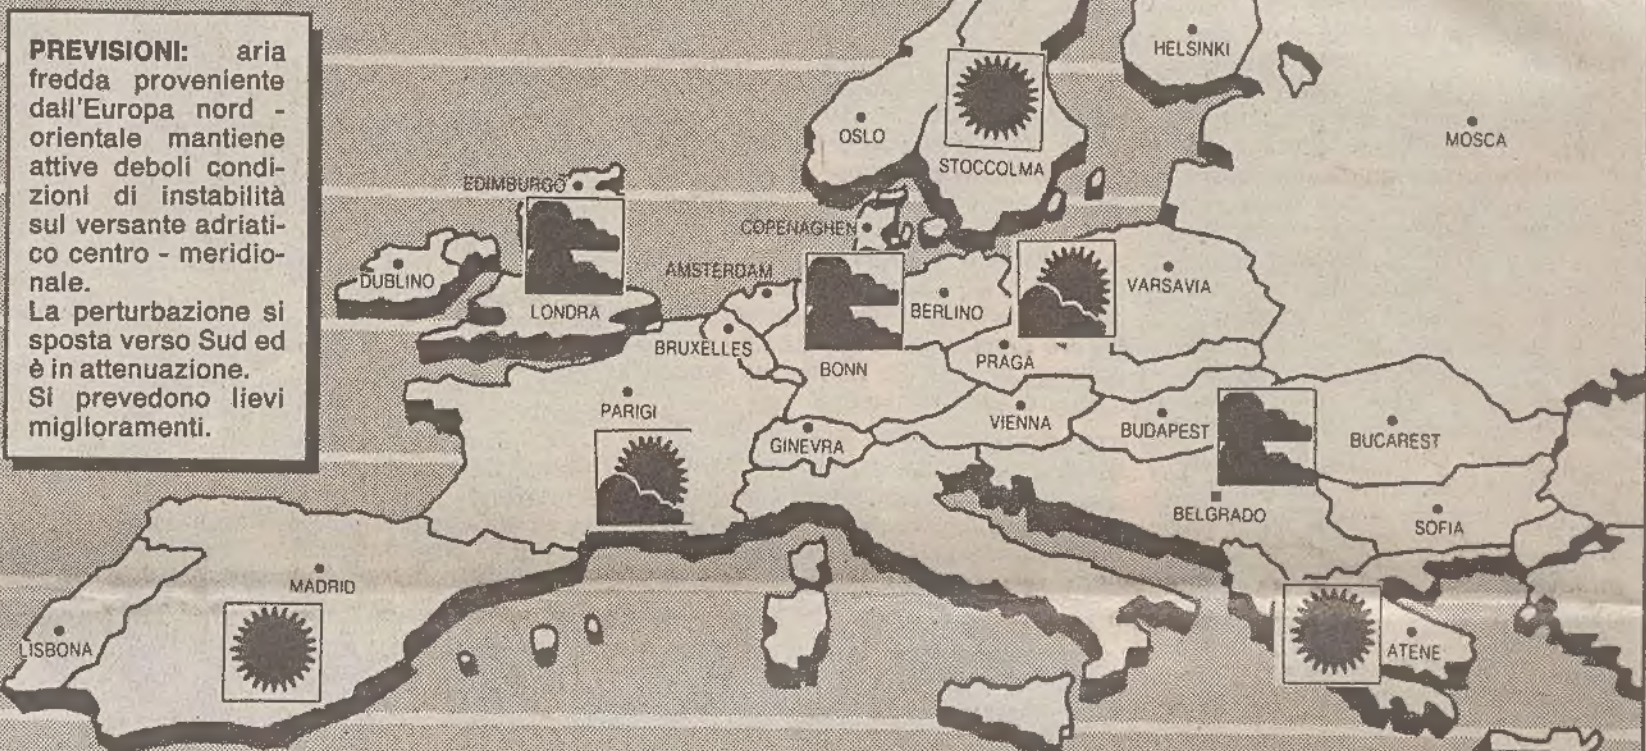 PREVISIONI: aria
fredda proveniente
dall'Europa nord -
orientale mantiene
attive deboli condi-
zioni di instabilità
sul versante adriati-
co centro - meridio-
nale.
La perturbazione si
sposta verso Sud ed
è in attenuazione.
Si prevedono lievi
miglioramenti.
HELSINKI
OSLO
MOSCA
STOCCOLMA
EDIMBURGO
COPENAGHEN
DUBLINO
AMSTERDAM
VARSAVIA
LONDRA
BERLINO
BRUXELLES
BONN
PRAGA
PARIGI
VIENNA
BUDAPEST
BUCAREST
GINEVRA
BELGRADO
SOFIA
MADRID
LISBONA
ATENE